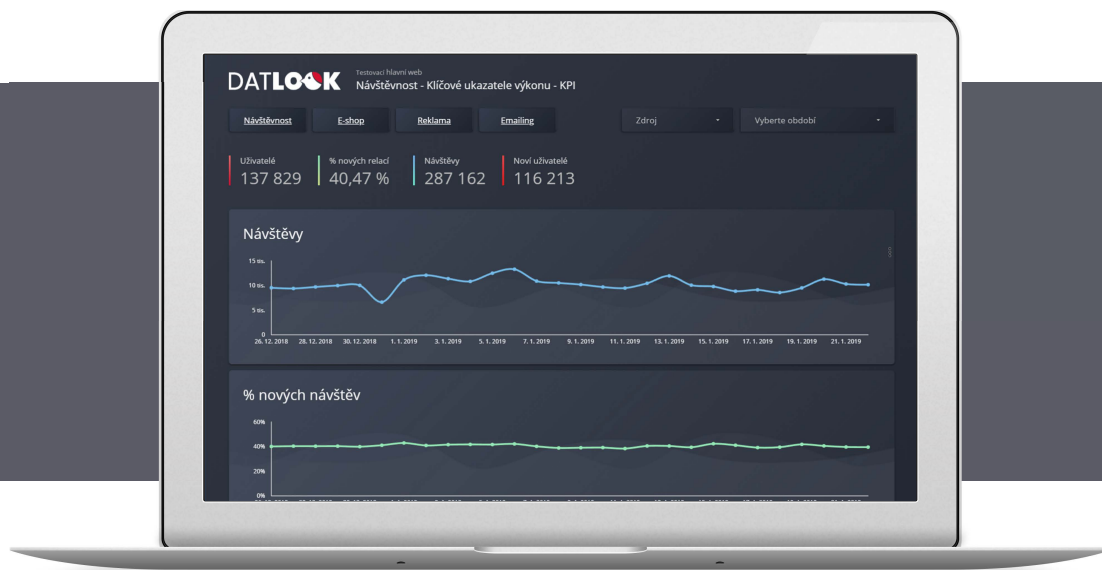 DATLOOK
Testovací hlavní web
Návštěvnost - Klíčové ukazatele výkonu - KPI
Návštěvnost E-shop Reklama Emailing Zdroj Vyberte období
Uživatelé % nových relací Návštěvy Noví uživatelé
137 829 40,47 % 287 162 116 213
Návštěvy
15 tis.
10 tis.
5 tis.
0
26. 12. 2018 28. 12. 2018 30. 12. 2018 1. 1. 2019 3. 1. 2019 5. 1. 2019 7. 1. 2019 9. 1. 2019 11. 1. 2019 13. 1. 2019 15. 1. 2019 17. 1. 2019 19. 1. 2019 21. 1. 2019
% nových návštěv
60%
40%
20%
0%